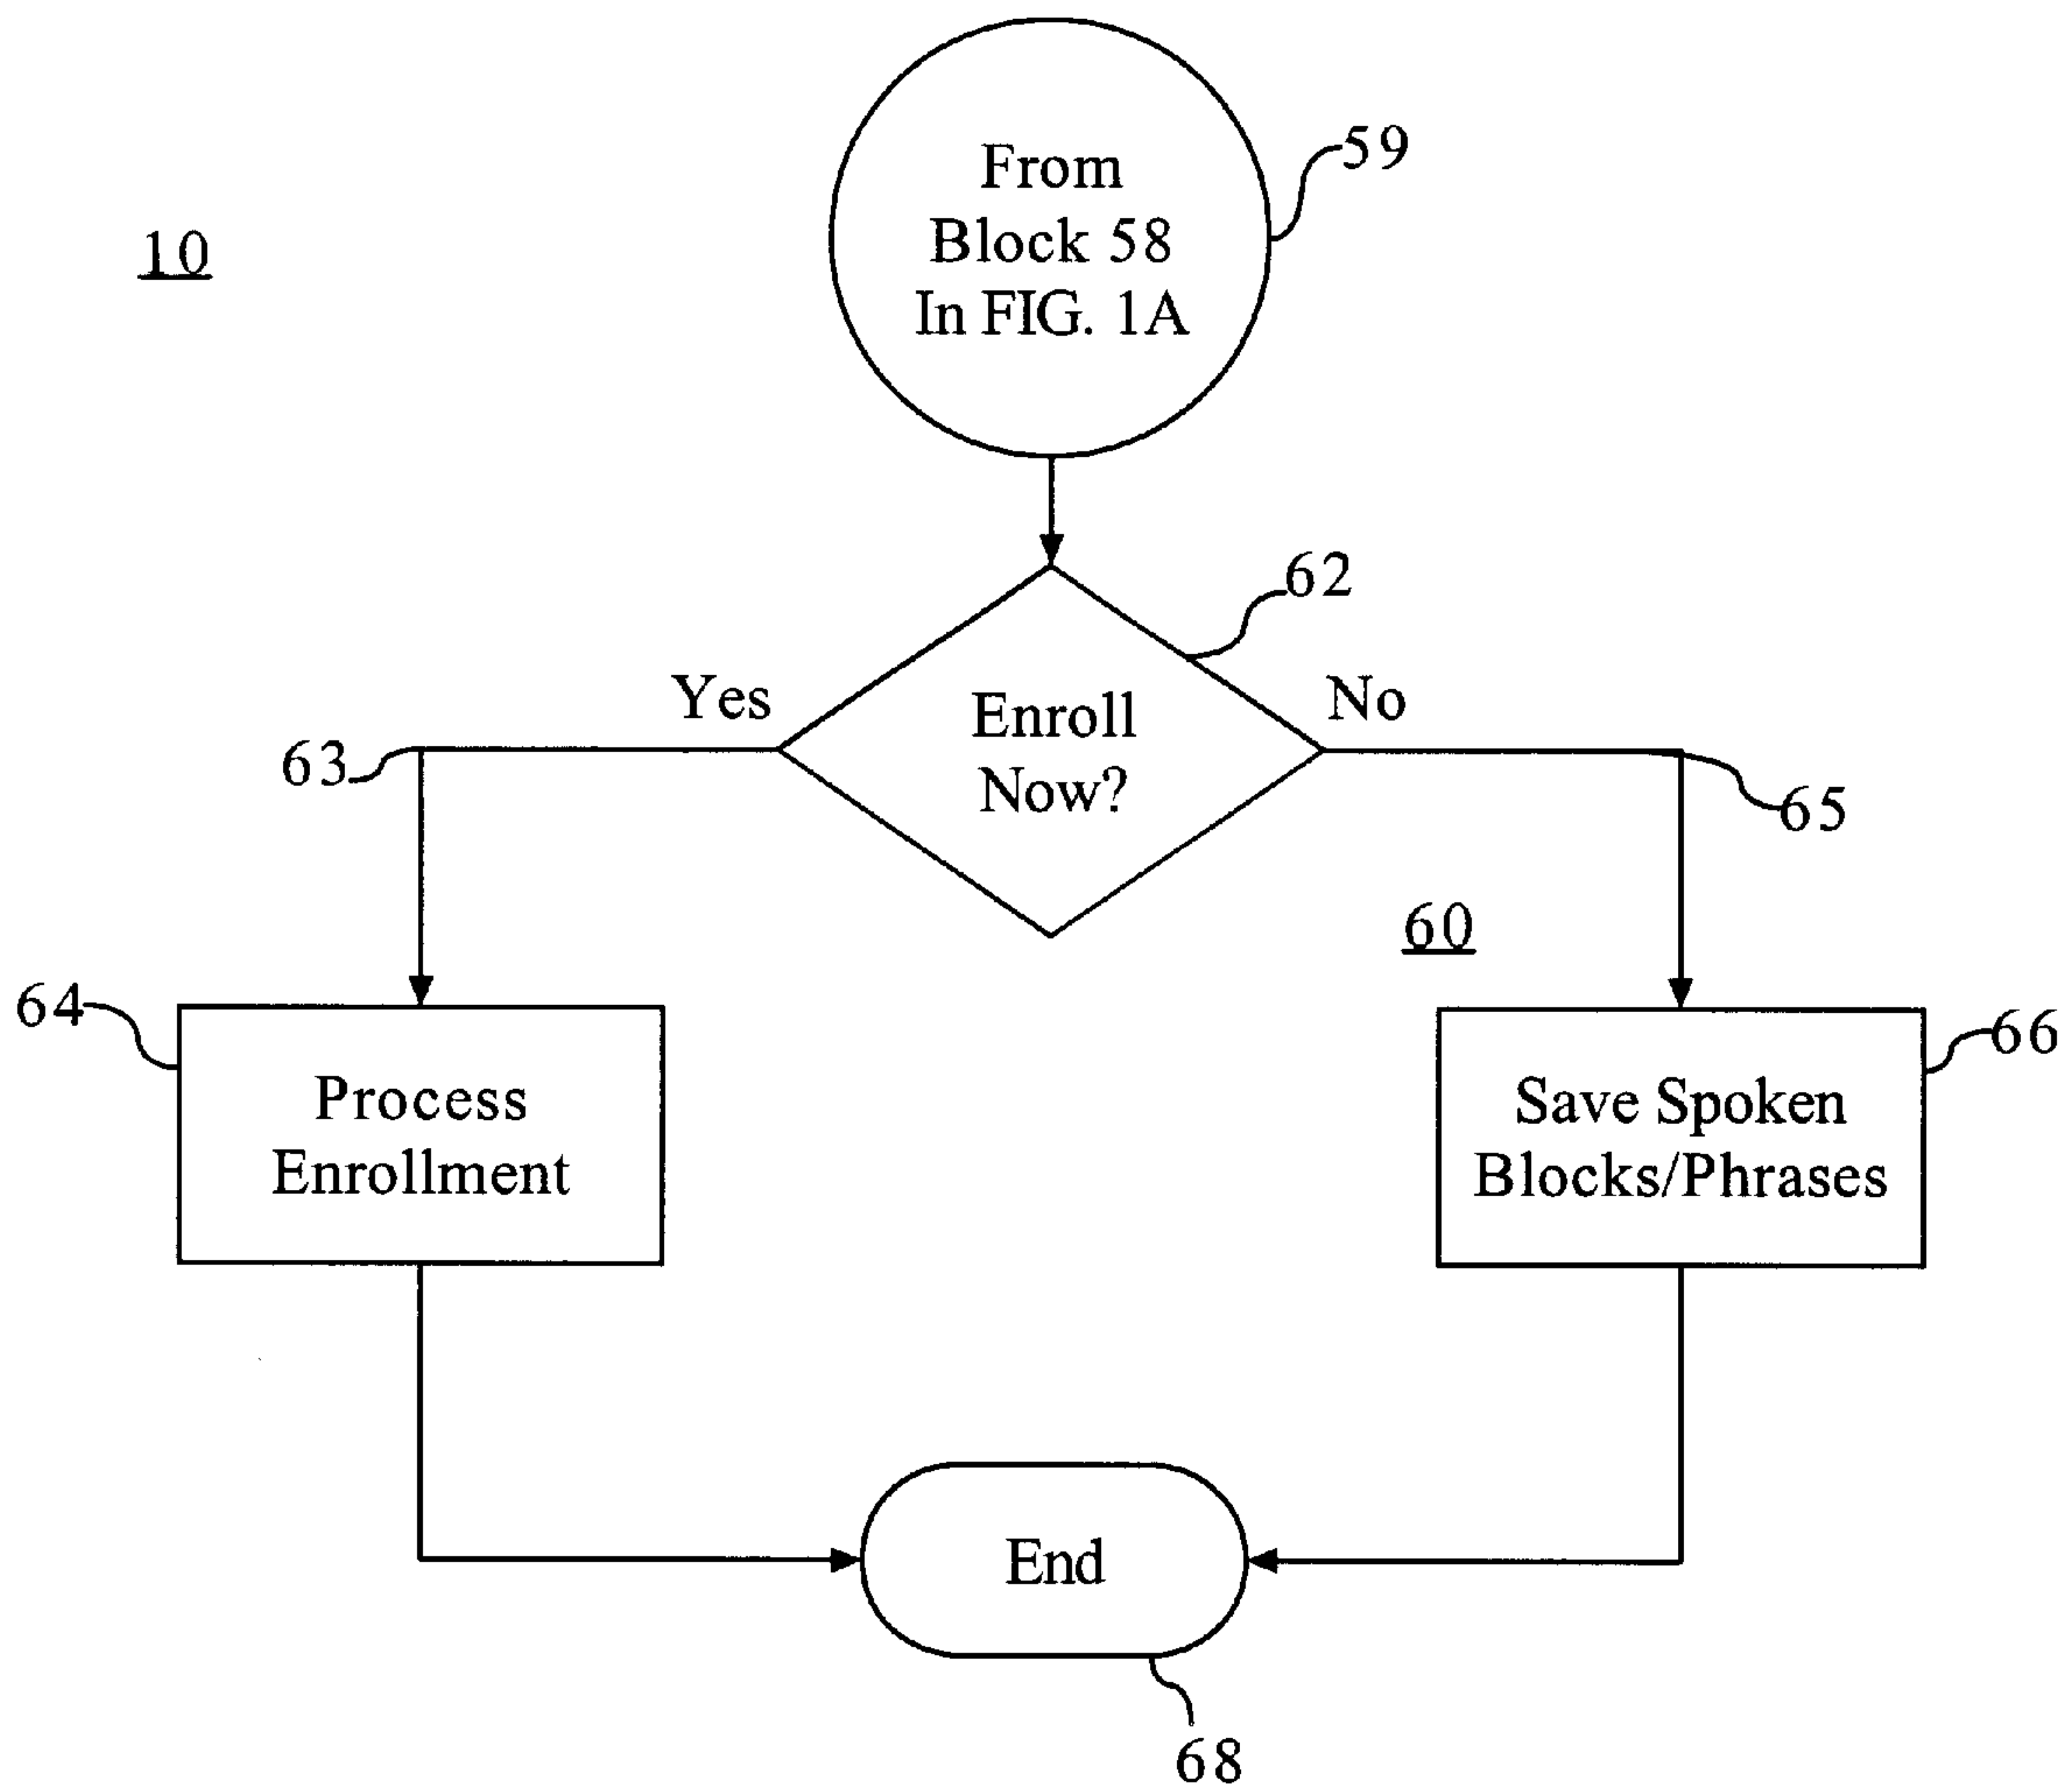 59
From
Block 58
In FIG. 1A
10
62
Yes
No
Enroll
Now?
63
65
60
64
66
Process
Enrollment
Save Spoken
Blocks/Phrases
End
68